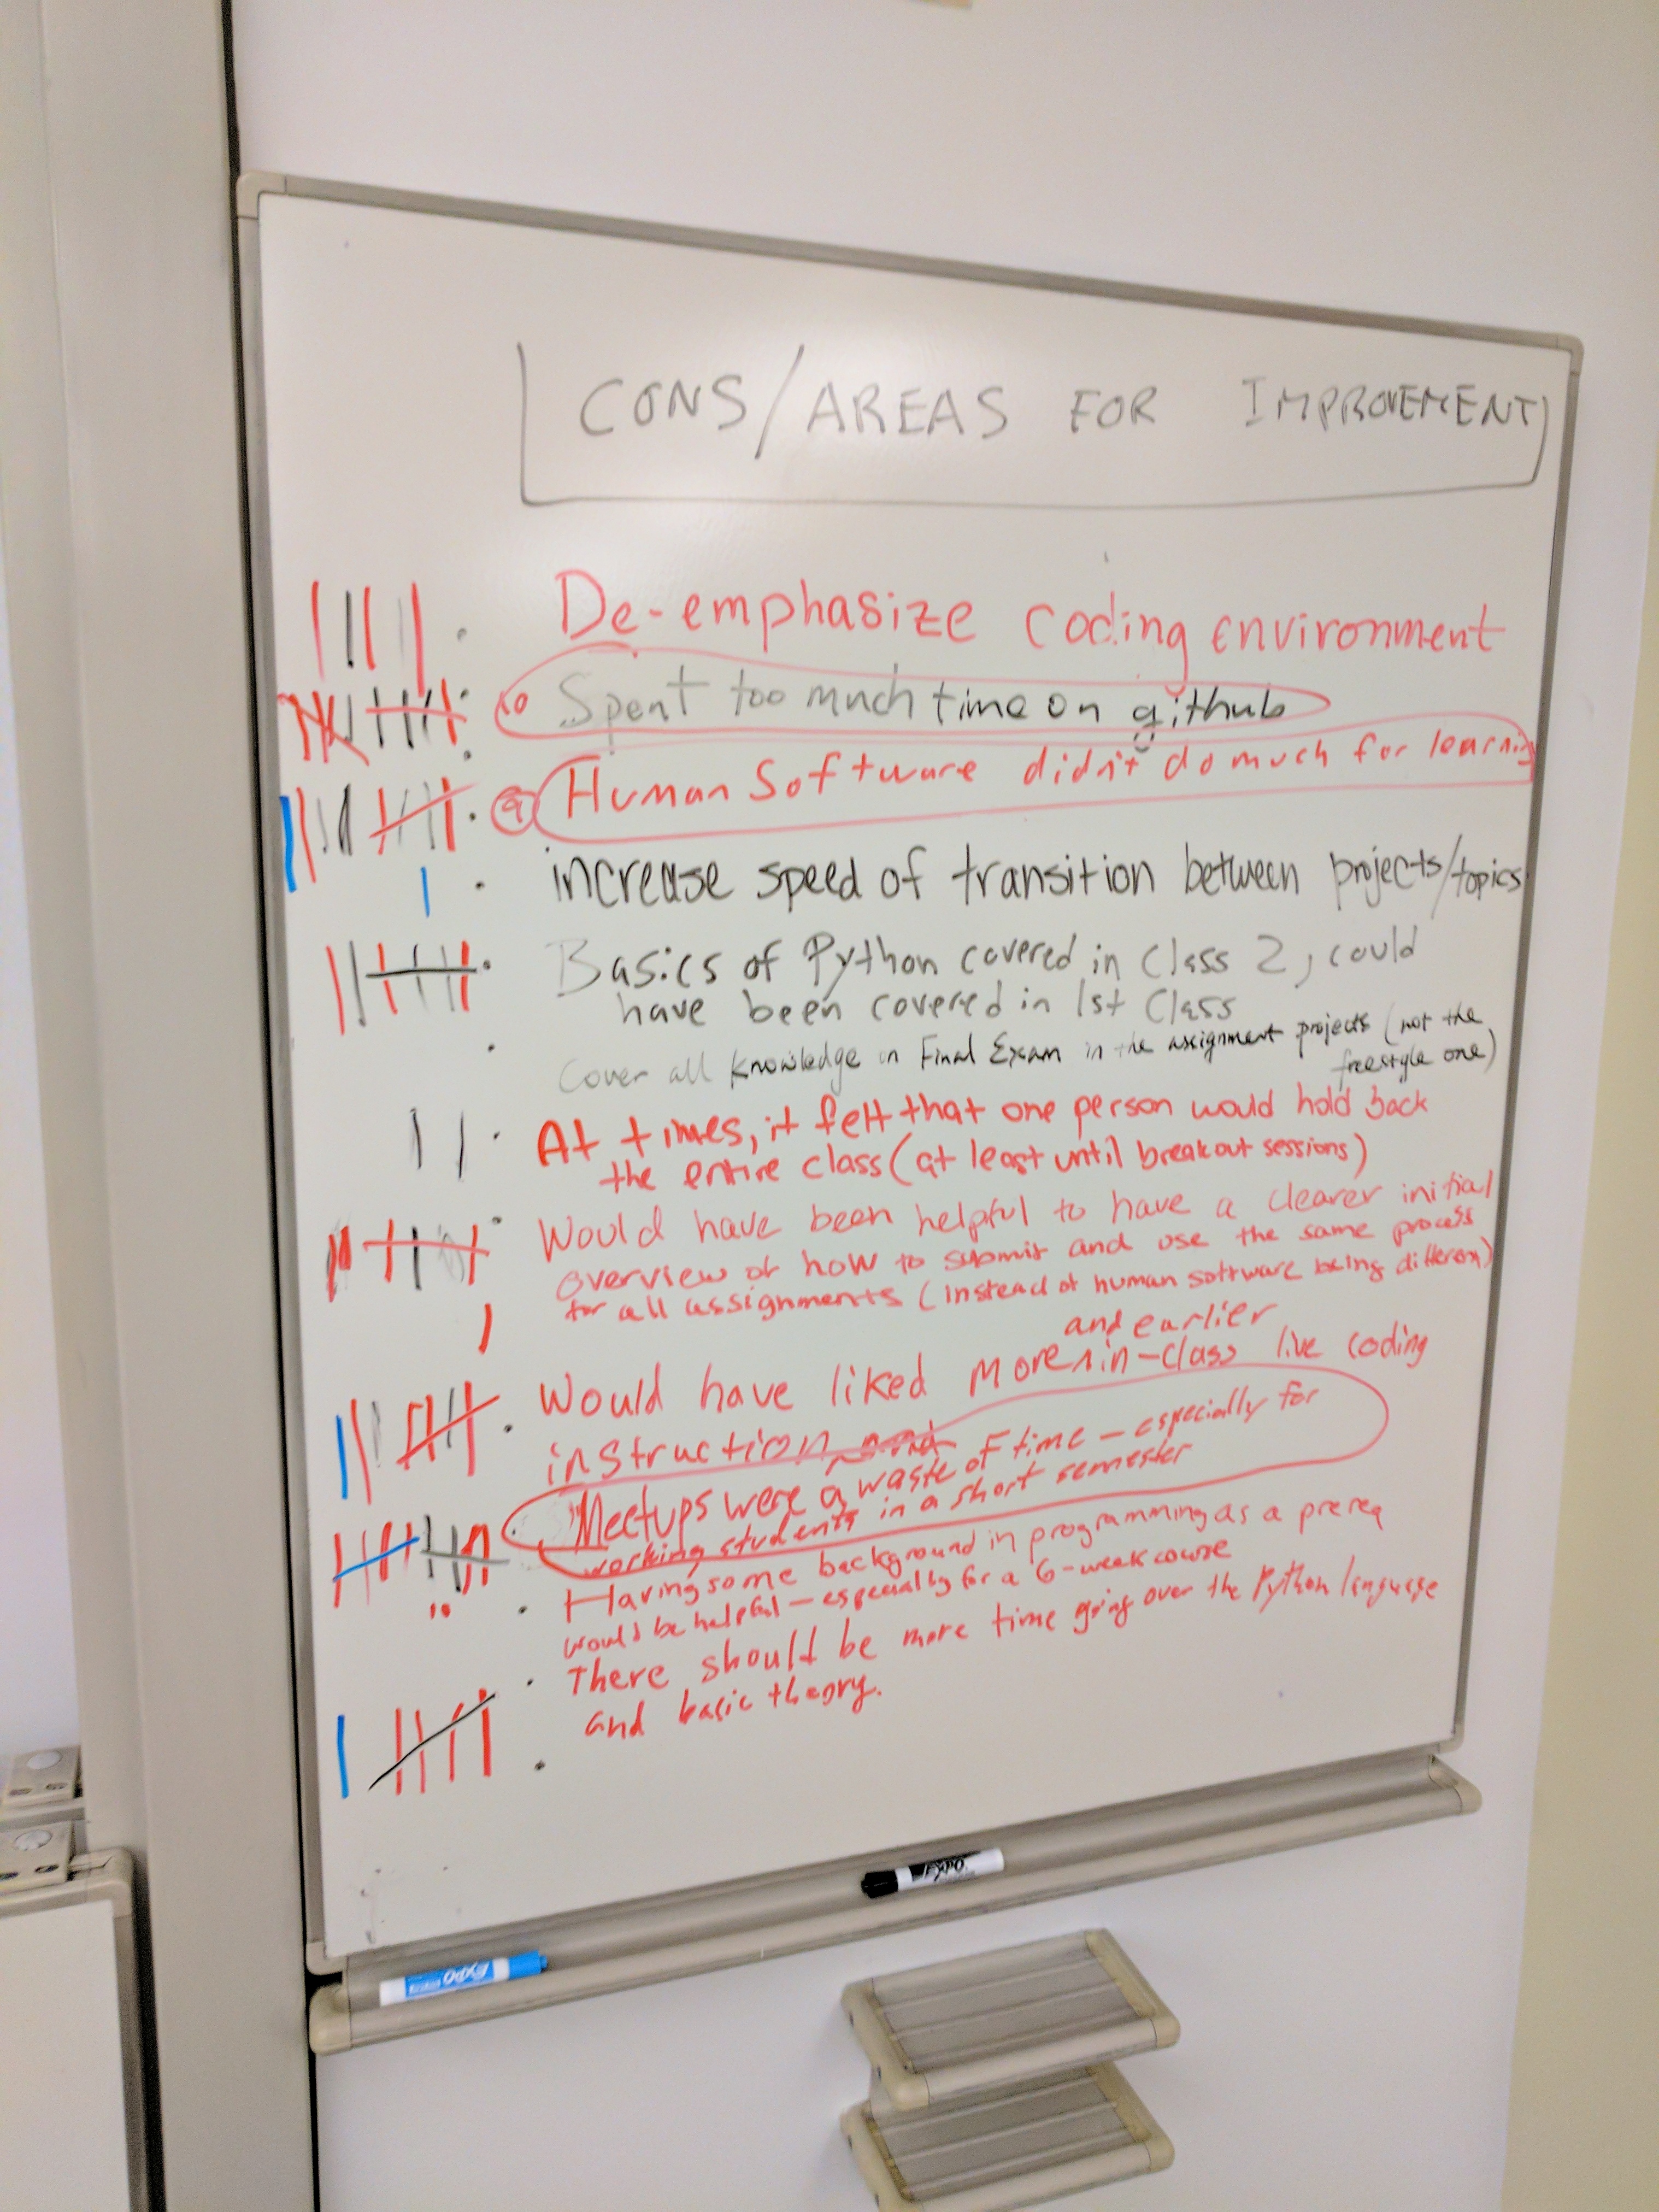 CONS/AREAS FOR IMPROVEMENT
De-emphasize coding environment
10 Spent too much time on github
9 Human Software didn't do much for learning
increase speed of transition between projects/topics
Basics of Python covered in Class 2, could
have been covered in 1st Class
Cover all knowledge in Final Exam in the assignment projects (not the
freestyle one)
At times, it felt that one person would hold back
the entire class (at least until breakout sessions)
Would have been helpful to have a clearer initial
overview of how to submit and use the same process
for all assignments (instead of human software being different)
and earlier
Would have liked more in-class live coding
instruction
Meetups were a waste of time - especially for
working students in a short semester
Having some background in programming as a prereq
would be helpful - especially for a 6-week course
There should be more time going over the Python language
and basic theory.
EXPO
EXPO